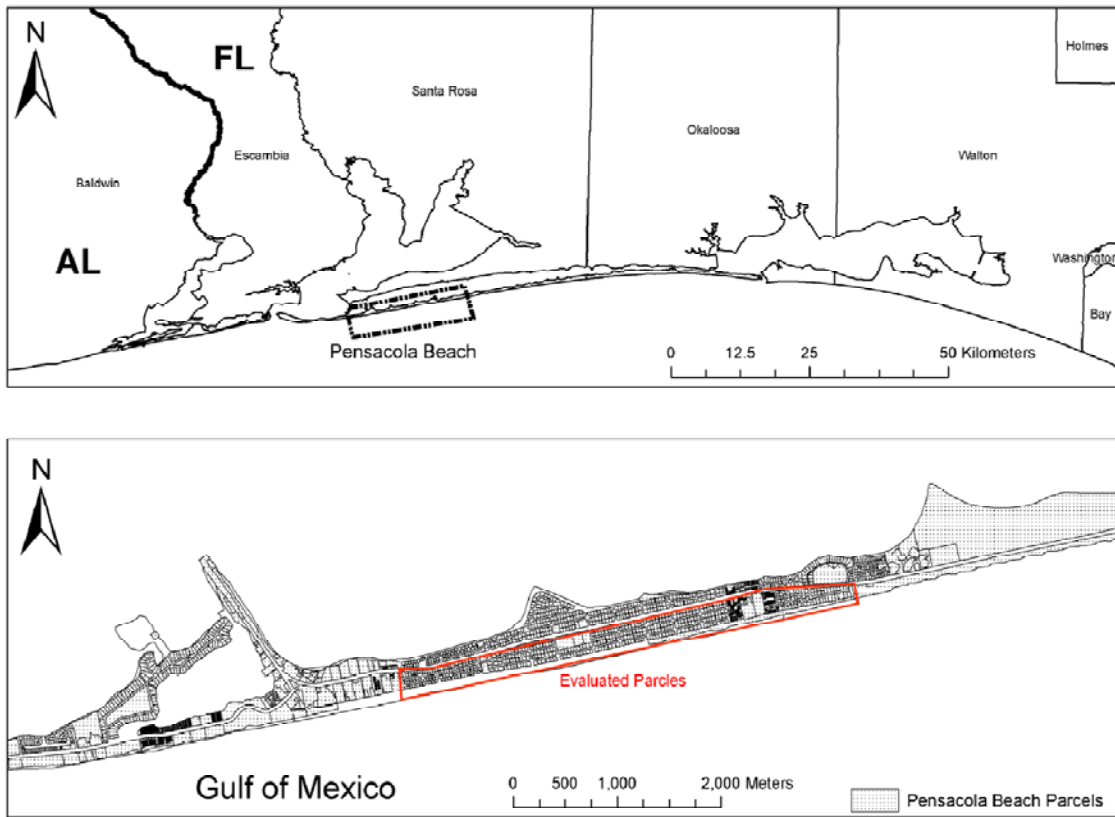 N
FL
Holmes
Santa Rosa
Okaloosa
Escambia
Walton
Baldwin
AL
Washington
Bay
Pensacola Beach
0 12.5 25 50 Kilometers
N
Evaluated Parcles
Gulf of Mexico
0 500 1,000 2,000 Meters
Pensacola Beach Parcels